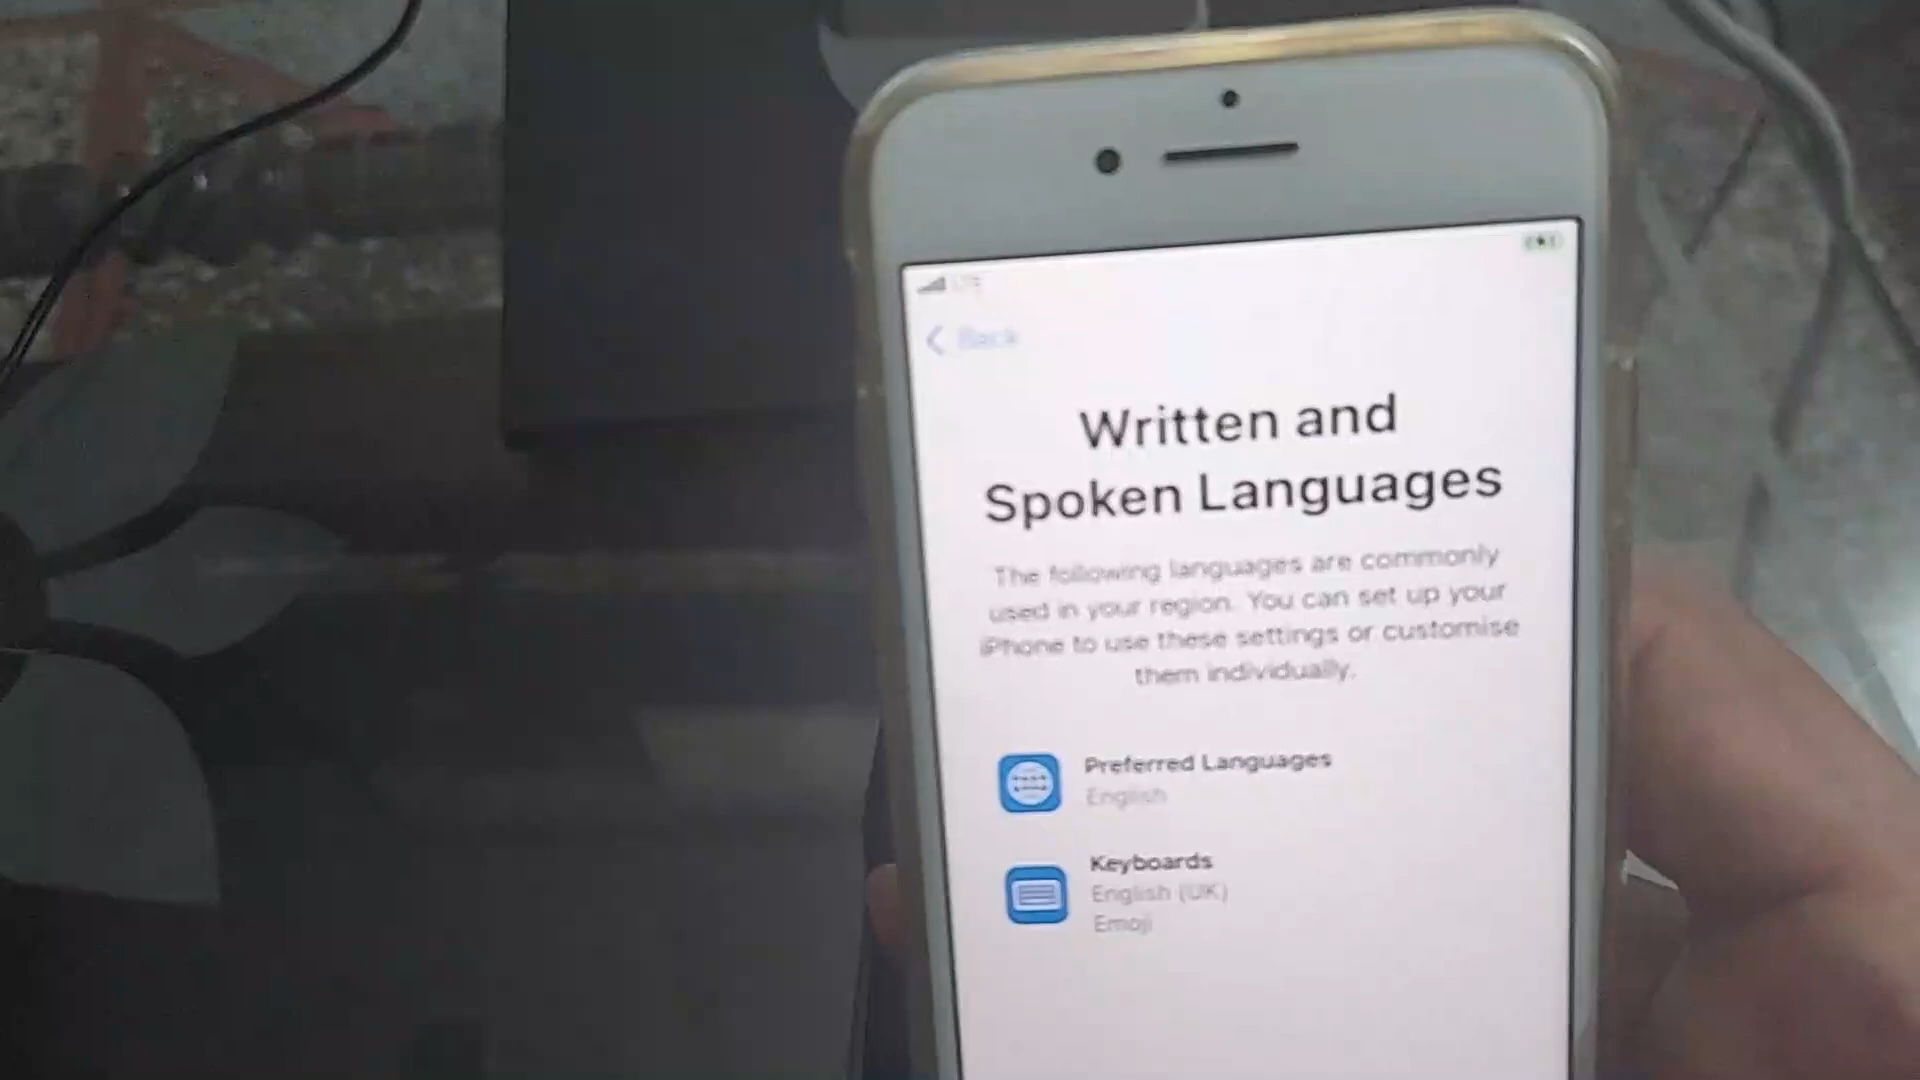 LTE
Back
Written and
Spoken Languages
The following languages are commonly
used in your region. You can set up your
iPhone to use these settings or customise
them individually.
Preferred Languages
English
Keyboards
English (UK)
Emoji